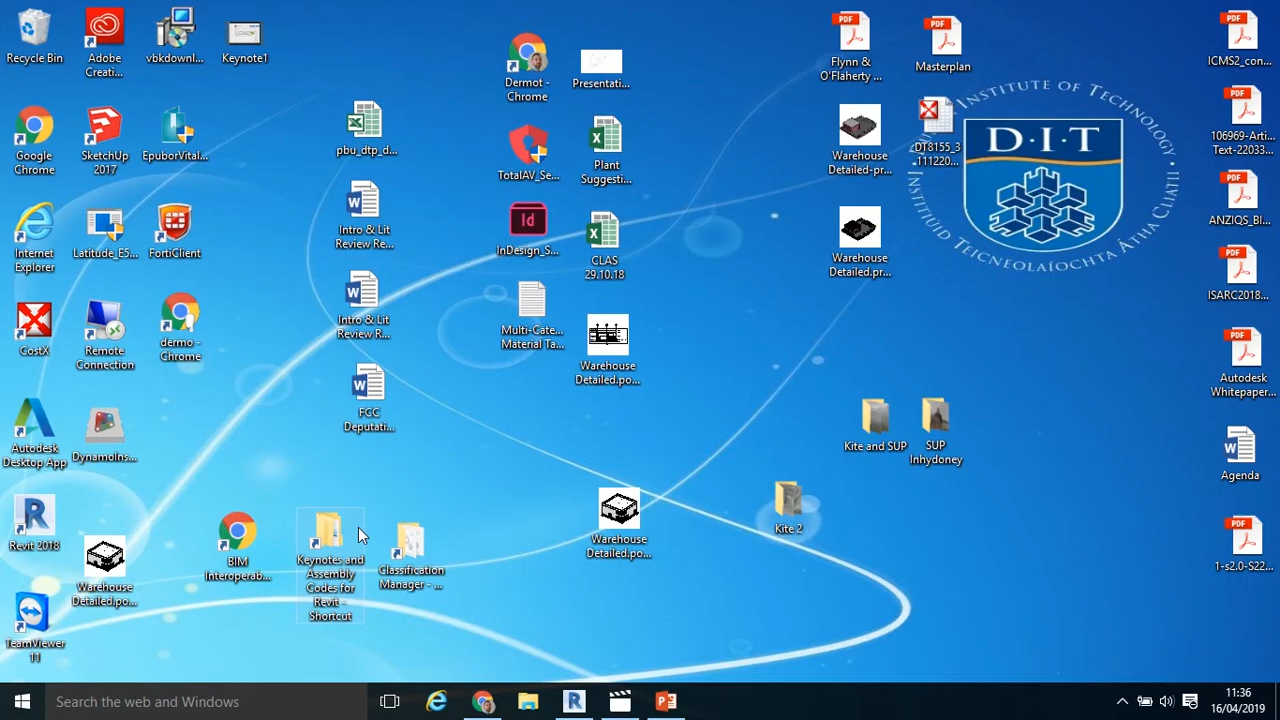 Recycle Bin
Adobe
Creati...
vbkdownl...
Keynote1
Google
Chrome
SketchUp
2017
EpuborVital...
Internet
Explorer
Latitude_E5...
FortiClient
CostX
Remote
Connection
dermo -
Chrome
Autodesk
Desktop App
DynamoIns...
Revit 2018
Warehouse
Detailed.po...
TeamViewer
11
BIM
Interoperab...
Keynotes and
Assembly
Codes for
Revit -
Shortcut
Classification
Manager - ...
pbu_dtp_d...
Intro & Lit
Review Re...
Intro & Lit
Review R...
FCC
Deputati...
Dermot -
Chrome
Presentati...
TotalAV_Se...
Plant
Suggesti...
Id
InDesign_S...
CLAS
29.10.18
Multi-Cate...
Material Ta...
Warehouse
Detailed.po...
Warehouse
Detailed.po...
PDF
Flynn &
O'Flaherty ...
PDF
Masterplan
Warehouse
Detailed-pr...
DT8155_3
111220...
Warehouse
Detailed.pr...
Kite and SUP
SUP
Inhydoney
Kite 2
INSTITUTE OF TECHNOLOGY
D·I·T
INSTITIÚID TEICNEOLAÍOCHTA ÁTHA CLIATH
PDF
ICMS2_con...
PDF
106969-Arti...
Text-22033...
PDF
ANZIQS_BI...
PDF
ISARC2018...
PDF
Autodesk
Whitepaper...
Agenda
PDF
1-s2.0-S22...
Search the web and Windows
11:36
16/04/2019